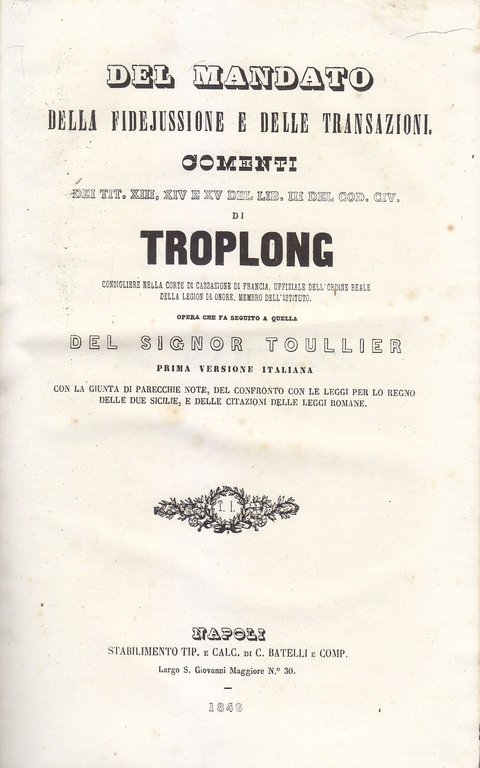 DEL MANDATO
DELLA FIDEJUSSIONE E DELLE TRANSAZIONI.
COMENTI
DEI TIT. XIII, XIV E XV DEL LIB. III DEL COD. CIV.
DI
TROPLONG
CONSIGLIERE NELLA CORTE DI CASSAZIONE DI FRANCIA, UFFIZIALE DELL'ORDINE REALE
DELLA LEGION DI ONORE, MEMBRO DELL'ISTITUTO.
OPERA CHE FA SEGUITO A QUELLA
DEL SIGNOR TOULLIER
PRIMA VERSIONE ITALIANA
CON LA GIUNTA DI PARECCHIE NOTE, DEL CONFRONTO CON LE LEGGI PER LO REGNO
DELLE DUE SICILIE, E DELLE CITAZIONI DELLE LEGGI ROMANE.
T. I.
NAPOLI
STABILIMENTO TIP. E CALC. DI C. BATELLI E COMP.
Largo S. Giovanni Maggiore N.° 30.
1846